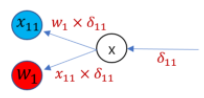 x₁₁ w₁ × δ₁₁
x
δ₁₁
w₁ x₁₁ × δ₁₁